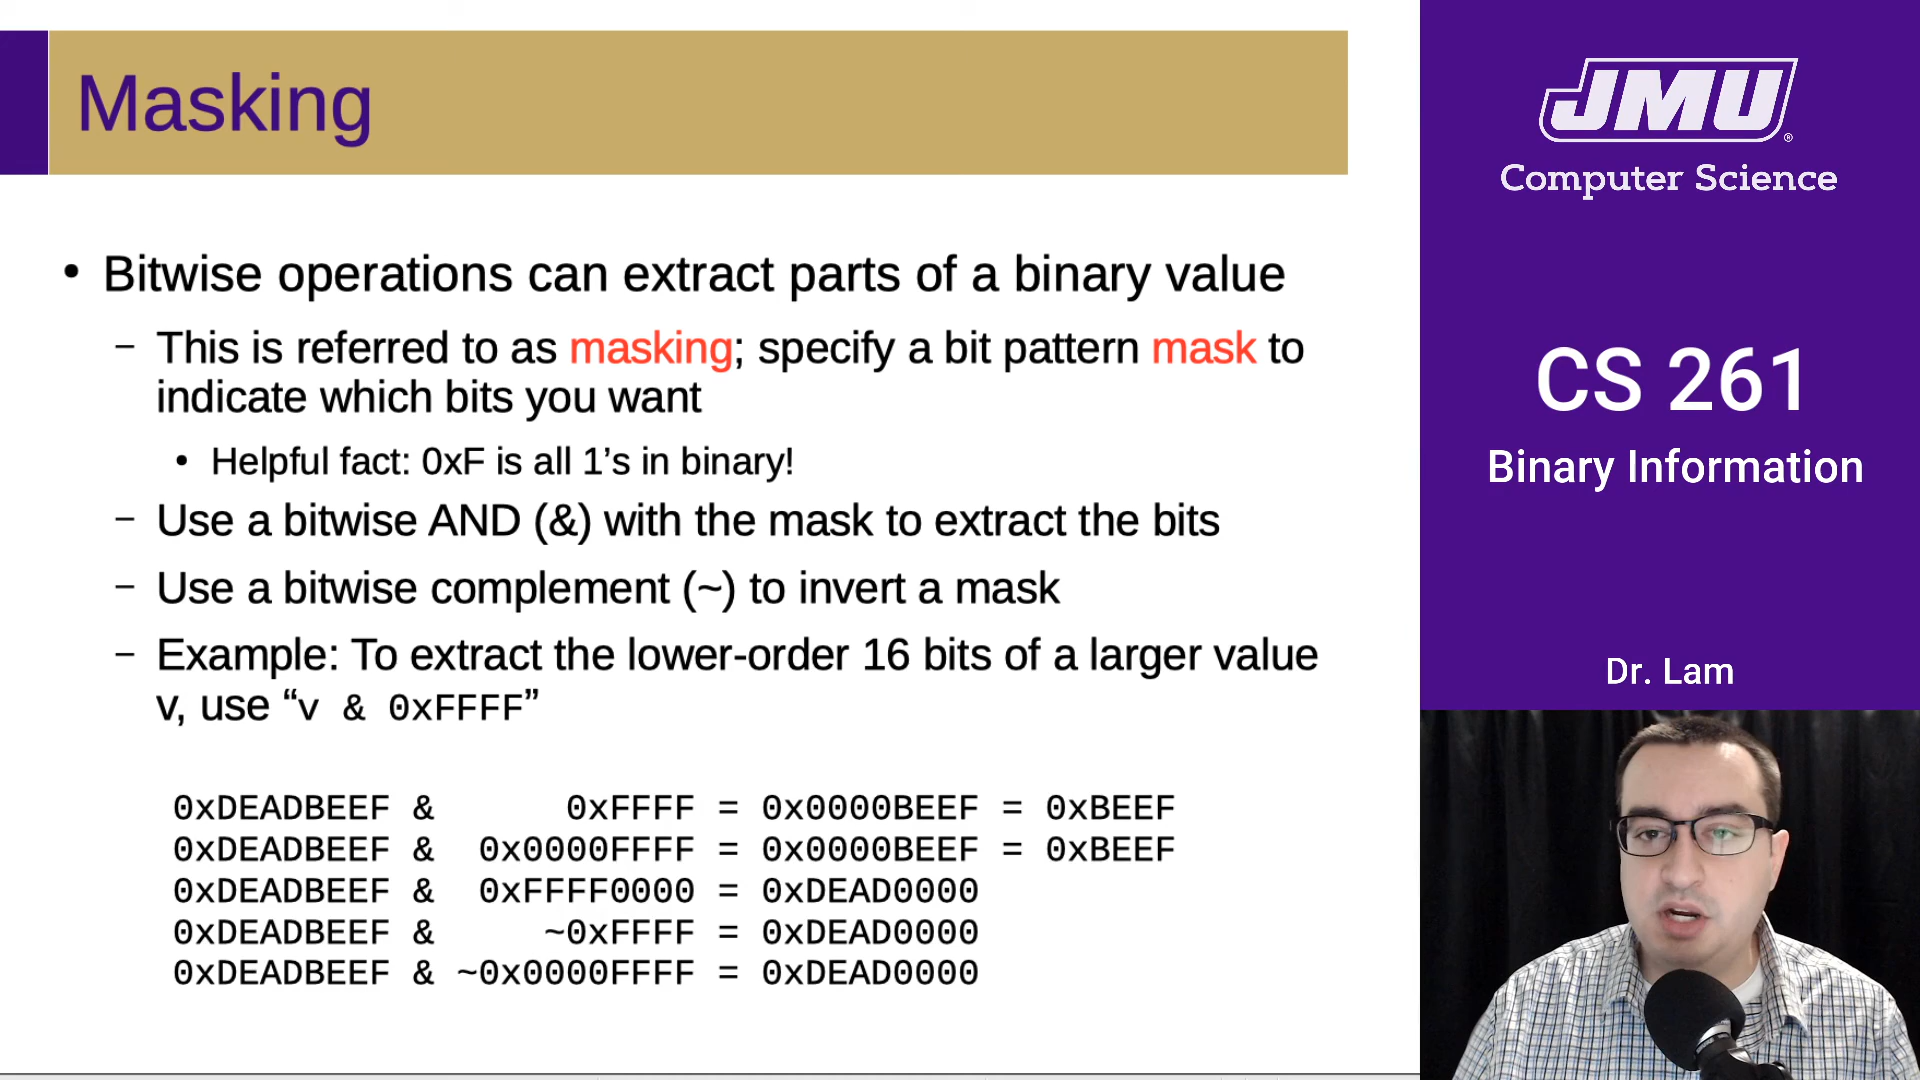 Masking
• Bitwise operations can extract parts of a binary value
– This is referred to as masking; specify a bit pattern mask to
indicate which bits you want
• Helpful fact: 0xF is all 1’s in binary!
– Use a bitwise AND (&) with the mask to extract the bits
– Use a bitwise complement (~) to invert a mask
– Example: To extract the lower-order 16 bits of a larger value
v, use “v & 0xFFFF”
0xDEADBEEF &      0xFFFF = 0x0000BEEF = 0xBEEF
0xDEADBEEF &  0x0000FFFF = 0x0000BEEF = 0xBEEF
0xDEADBEEF &  0xFFFF0000 = 0xDEAD0000
0xDEADBEEF &     ~0xFFFF = 0xDEAD0000
0xDEADBEEF & ~0x0000FFFF = 0xDEAD0000
JMU®
Computer Science
CS 261
Binary Information
Dr. Lam